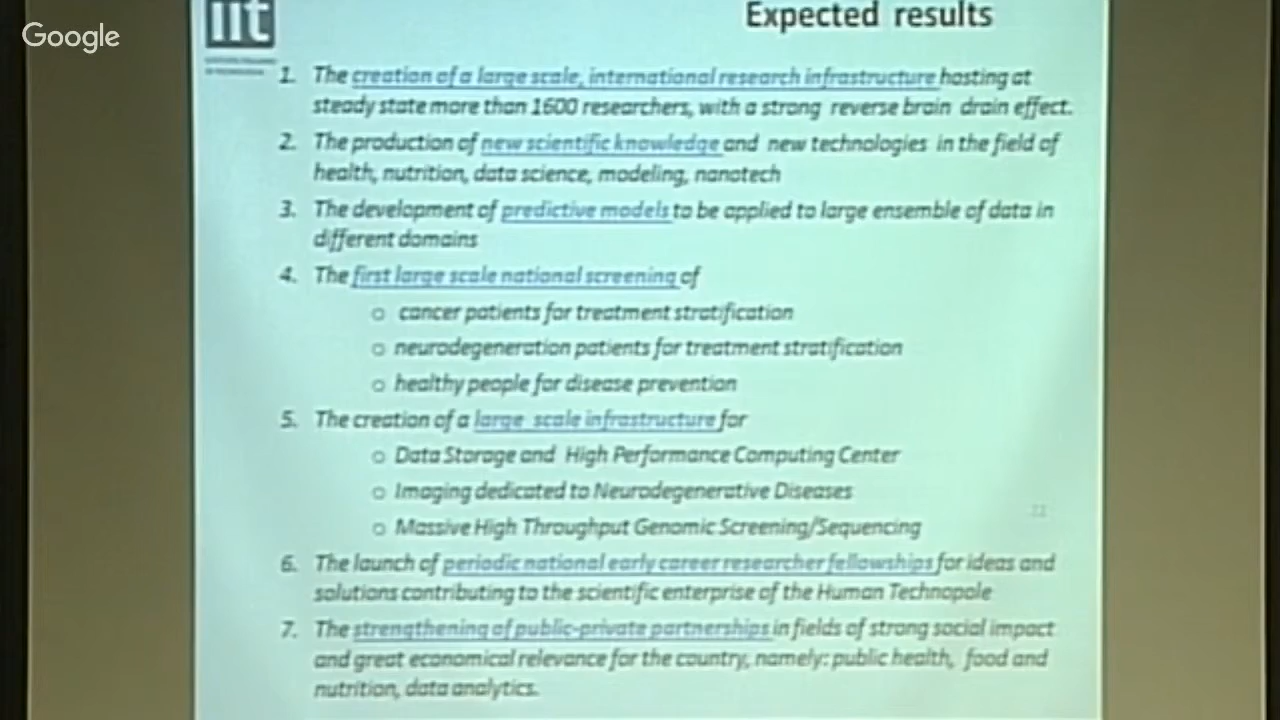 Google
iit
Expected results
1. The creation of a large scale, international research infrastructure hosting at
steady state more than 1600 researchers, with a strong reverse brain drain effect.
2. The production of new scientific knowledge and new technologies in the field of
health, nutrition, data science, modeling, nanotech
3. The development of predictive models to be applied to large ensemble of data in
different domains
4. The first large scale national screening of
o cancer patients for treatment stratification
o neurodegeneration patients for treatment stratification
o healthy people for disease prevention
5. The creation of a large scale infrastructure for
o Data Storage and High Performance Computing Center
o Imaging dedicated to Neurodegenerative Diseases
o Massive High Throughput Genomic Screening/Sequencing
6. The launch of periodic national early career researcher fellowships for ideas and
solutions contributing to the scientific enterprise of the Human Technopole
7. The strengthening of public-private partnerships in fields of strong social impact
and great economical relevance for the country, namely: public health, food and
nutrition, data analytics.